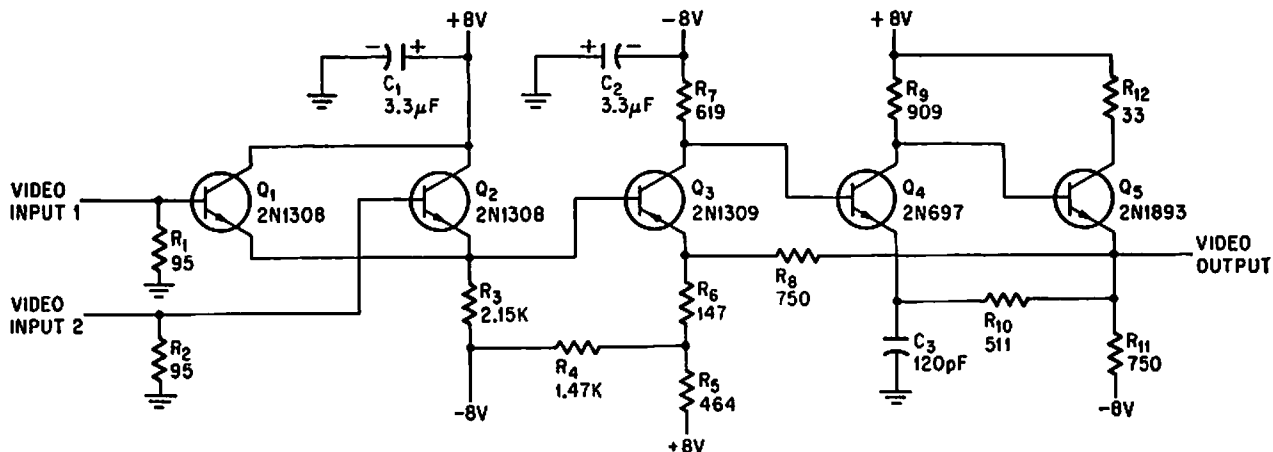 +8V
-8V
+8V
- +
C1
3.3μF
+ -
C2
3.3μF
R7
619
R9
909
R12
33
VIDEO
INPUT 1
Q1
2N1308
Q2
2N1308
Q3
2N1309
Q4
2N697
Q5
2N1893
R1
95
VIDEO
OUTPUT
R8
750
VIDEO
INPUT 2
R3
2.15K
R6
147
R10
511
R2
95
R4
1.47K
C3
120pF
R11
750
R5
464
-8V
+8V
-8V